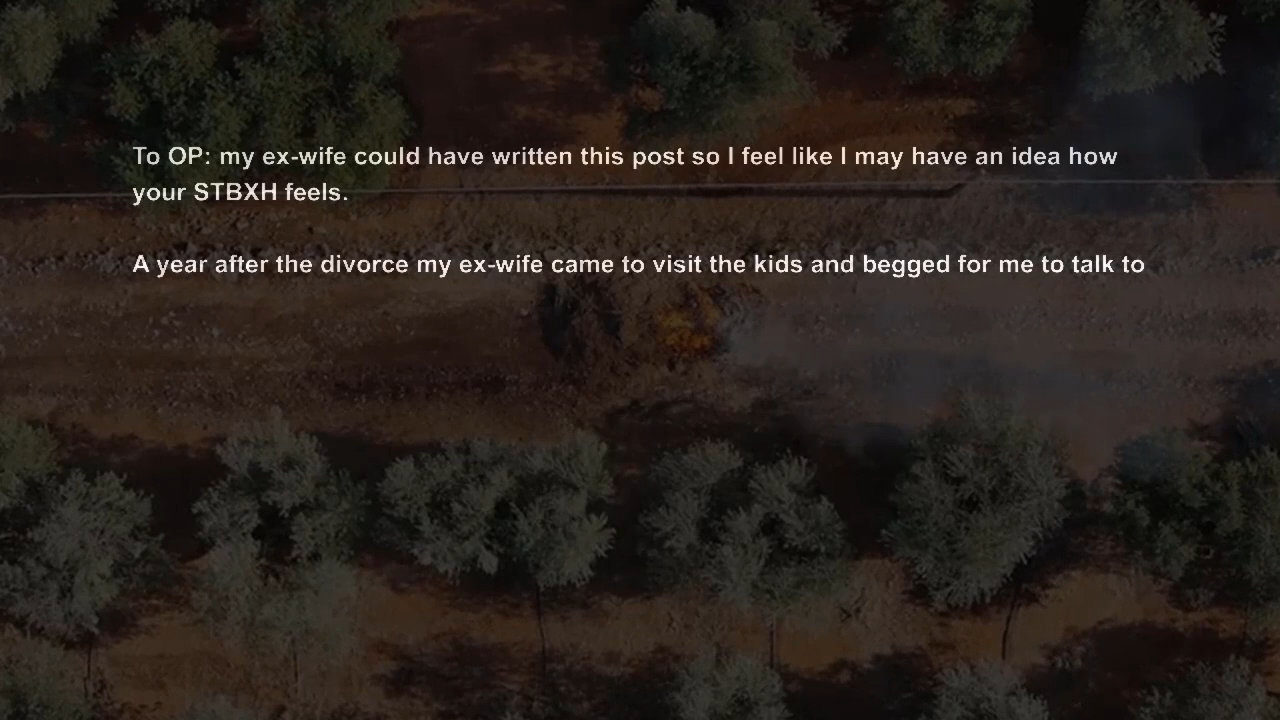 To OP: my ex-wife could have written this post so I feel like I may have an idea how
your STBXH feels.
A year after the divorce my ex-wife came to visit the kids and begged for me to talk to